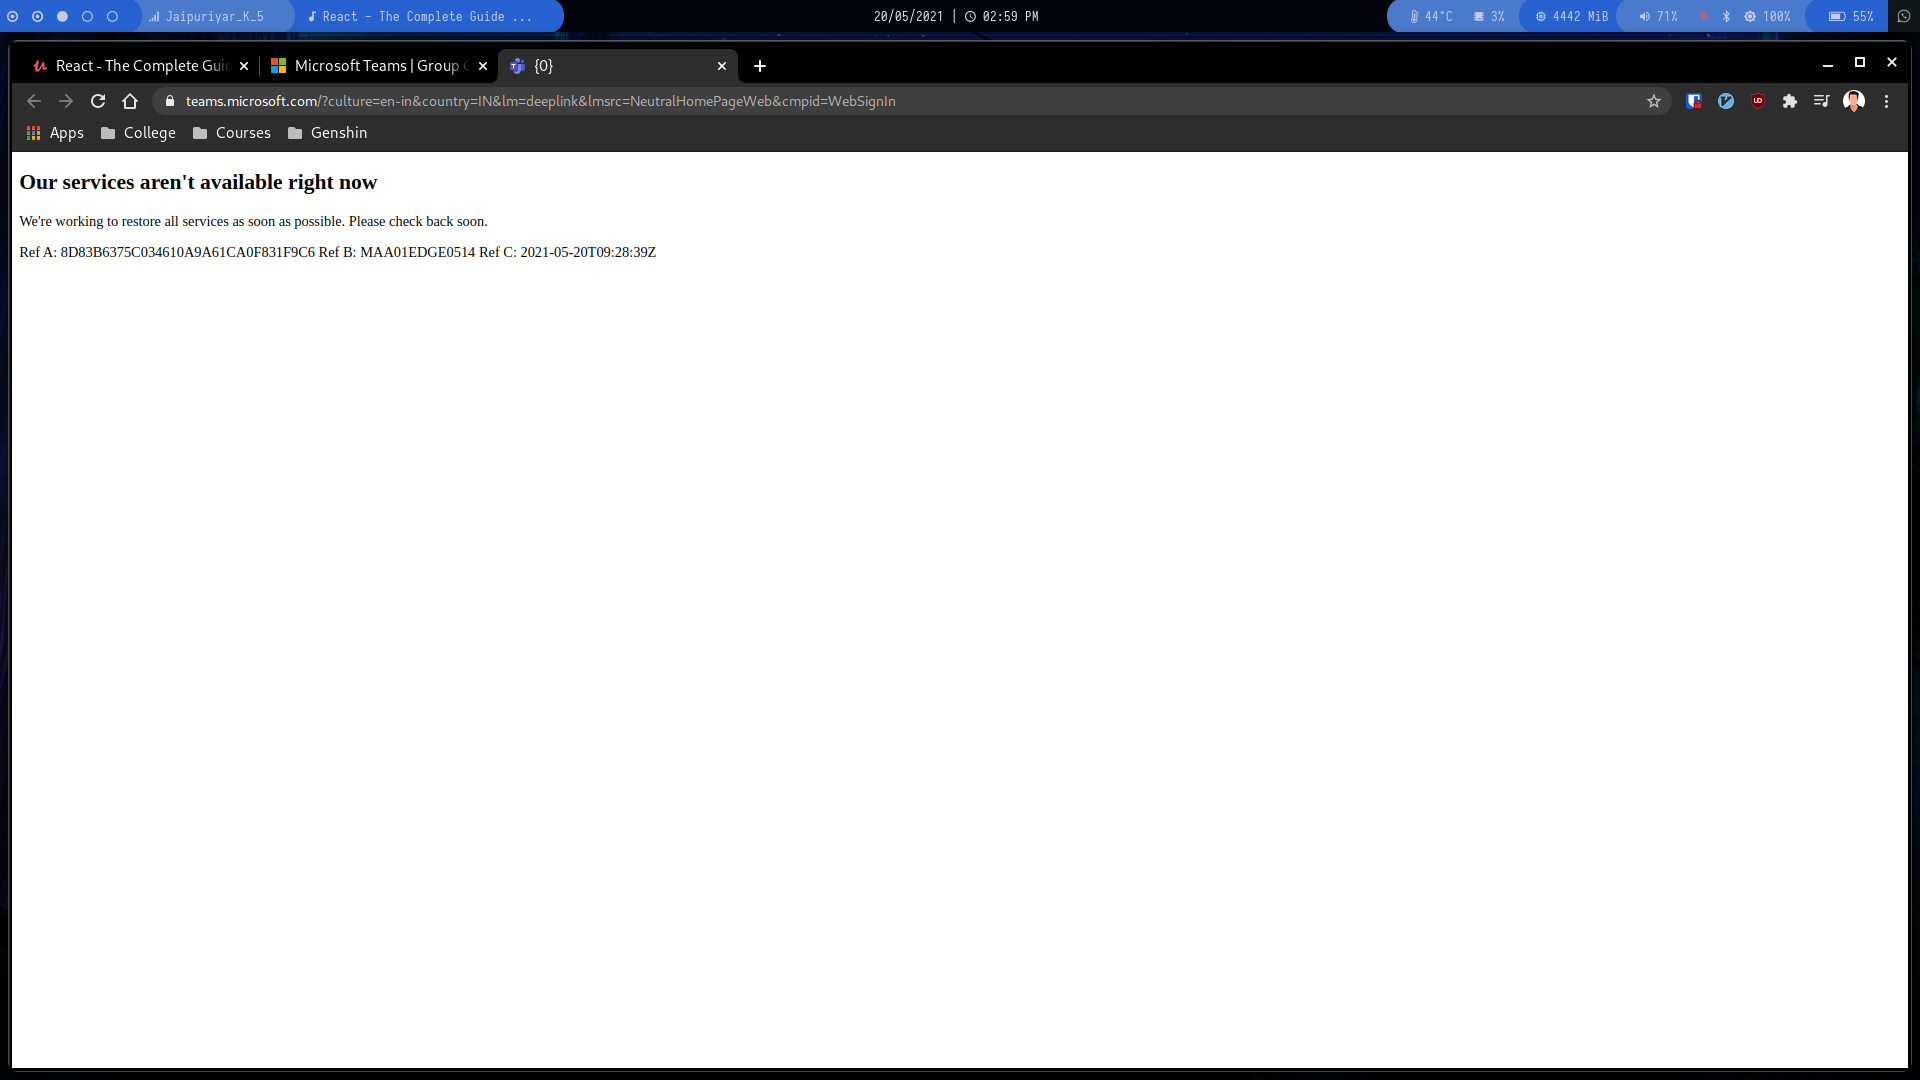 Jaipuriyar_K_5 React - The Complete Guide ... 20/05/2021 | 02:59 PM 44°C 3% 4442 MiB 71% 100% 55%
React - The Complete Gui Microsoft Teams | Group {0}
teams.microsoft.com/?culture=en-in&country=IN&lm=deeplink&lmsrc=NeutralHomePageWeb&cmpid=WebSignIn
Apps College Courses Genshin
Our services aren't available right now
We're working to restore all services as soon as possible. Please check back soon.
Ref A: 8D83B6375C034610A9A61CA0F831F9C6 Ref B: MAA01EDGE0514 Ref C: 2021-05-20T09:28:39Z